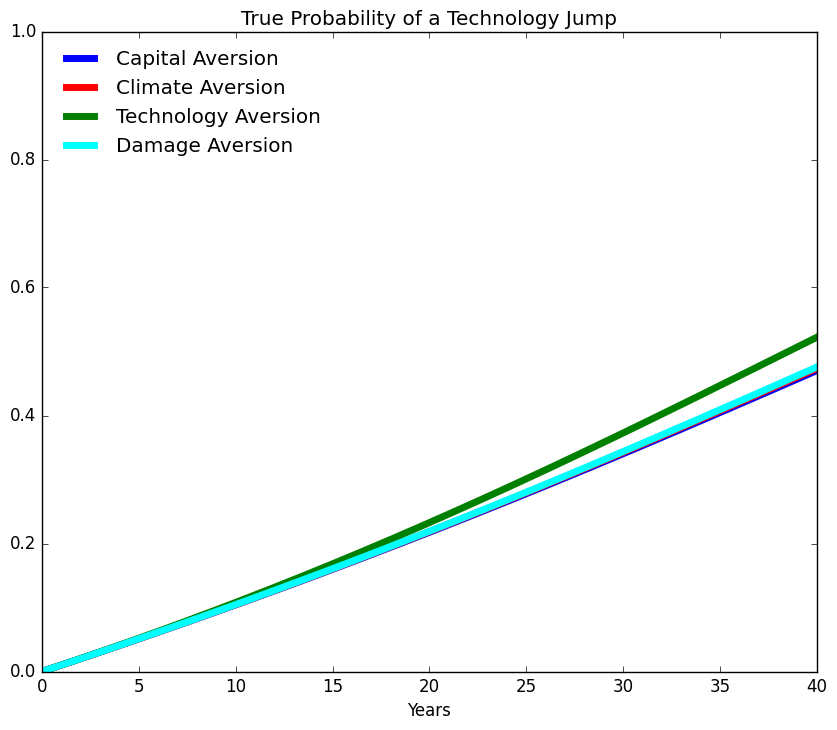 True Probability of a Technology Jump
1.0
Capital Aversion
Climate Aversion
Technology Aversion
Damage Aversion
0.8
0.6
0.4
0.2
0.0
0 5 10 15 20 25 30 35 40
Years